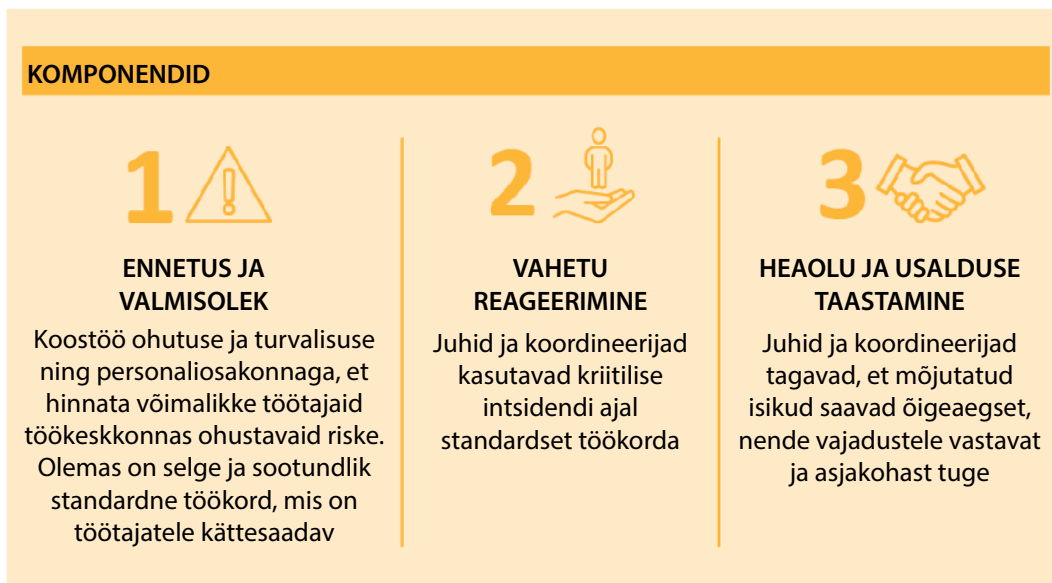 KOMPONENDID
1
ENNETUS JA
VALMISOLEK
Koostöö ohutuse ja turvalisuse
ning personaliosakonnaga, et
hinnata võimalikke töötajaid
töökeskkonnas ohustavaid riske.
Olemas on selge ja sootundlik
standardne töökord, mis on
töötajatele kättesaadav
2
VAHETU
REAGEERIMINE
Juhid ja koordineerijad
kasutavad kriitilise
intsidendi ajal
standardset töökorda
3
HEAOLU JA USALDUSE
TAASTAMINE
Juhid ja koordineerijad
tagavad, et mõjutatud
isikud saavad õigeaegset,
nende vajadustele vastavat
ja asjakohast tuge